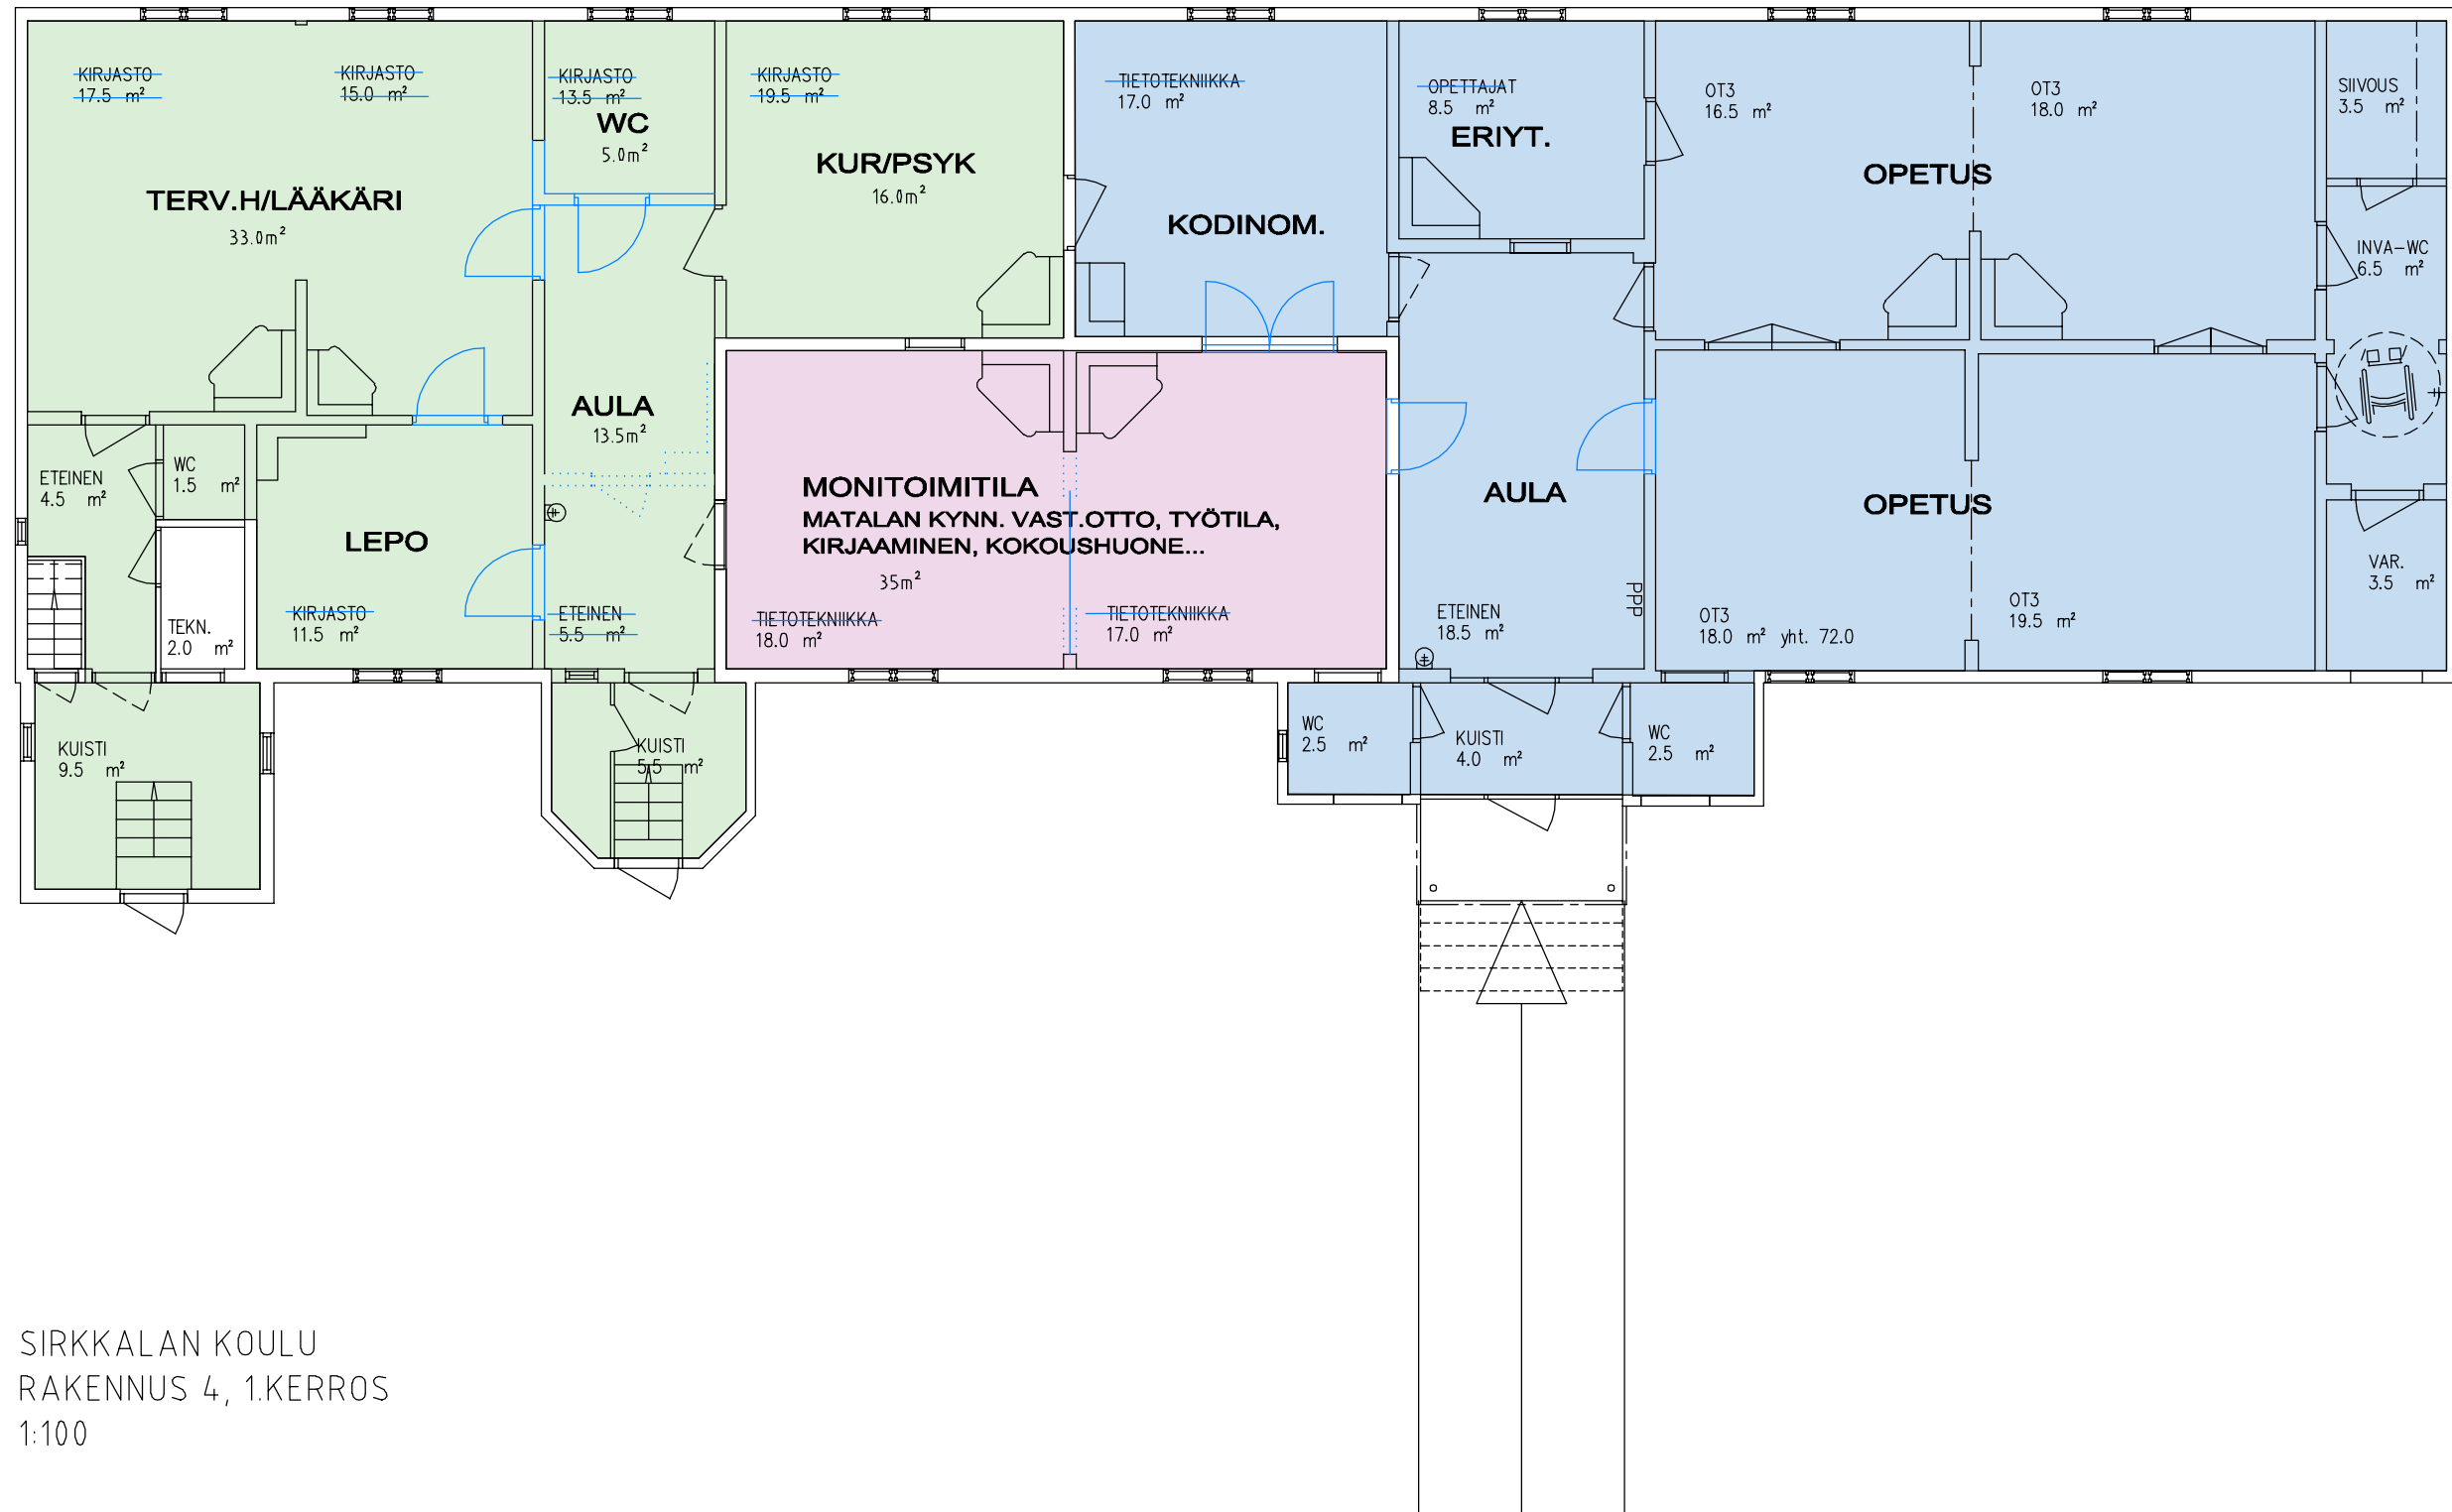 KIRJASTO
17.5 m²
KIRJASTO
15.0 m²
TERV.H/LÄÄKÄRI
33.0m²
KIRJASTO
13.5 m²
WC
5.0m²
KIRJASTO
19.5 m²
KUR/PSYK
16.0m²
TIETOTEKNIIKKA
17.0 m²
KODINOM.
OPETTAJAT
8.5 m²
ERIYT.
OT3
16.5 m²
OT3
18.0 m²
OPETUS
SIIVOUS
3.5 m²
INVA-WC
6.5 m²
ETEINEN
4.5 m²
WC
1.5 m²
TEKN.
2.0 m²
LEPO
KIRJASTO
11.5 m²
AULA
13.5m²
ETEINEN
5.5 m²
MONITOIMITILA
MATALAN KYNN. VAST.OTTO, TYÖTILA,
KIRJAAMINEN, KOKOUSHUONE...
35m²
TIETOTEKNIIKKA
18.0 m²
TIETOTEKNIIKKA
17.0 m²
AULA
ETEINEN
18.5 m²
PPP
OPETUS
OT3
18.0 m² yht. 72.0
OT3
19.5 m²
VAR.
3.5 m²
KUISTI
9.5 m²
KUISTI
5.5 m²
WC
2.5 m²
KUISTI
4.0 m²
WC
2.5 m²
SIRKKALAN KOULU
RAKENNUS 4, 1.KERROS
1:100